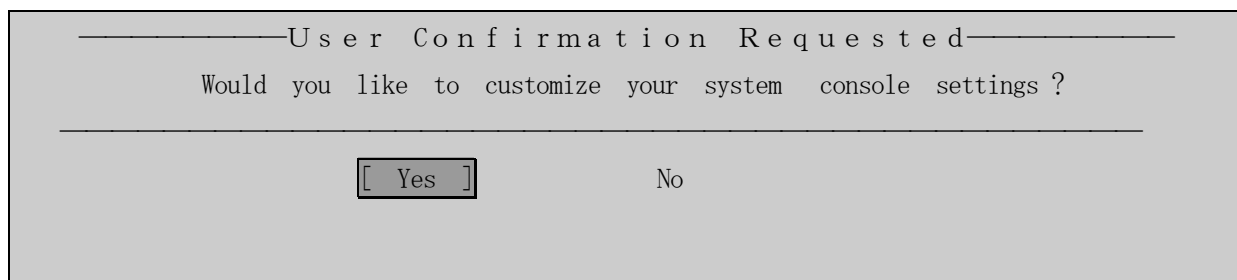 User Confirmation Requested
Would you like to customize your system console settings?
[ Yes ] No